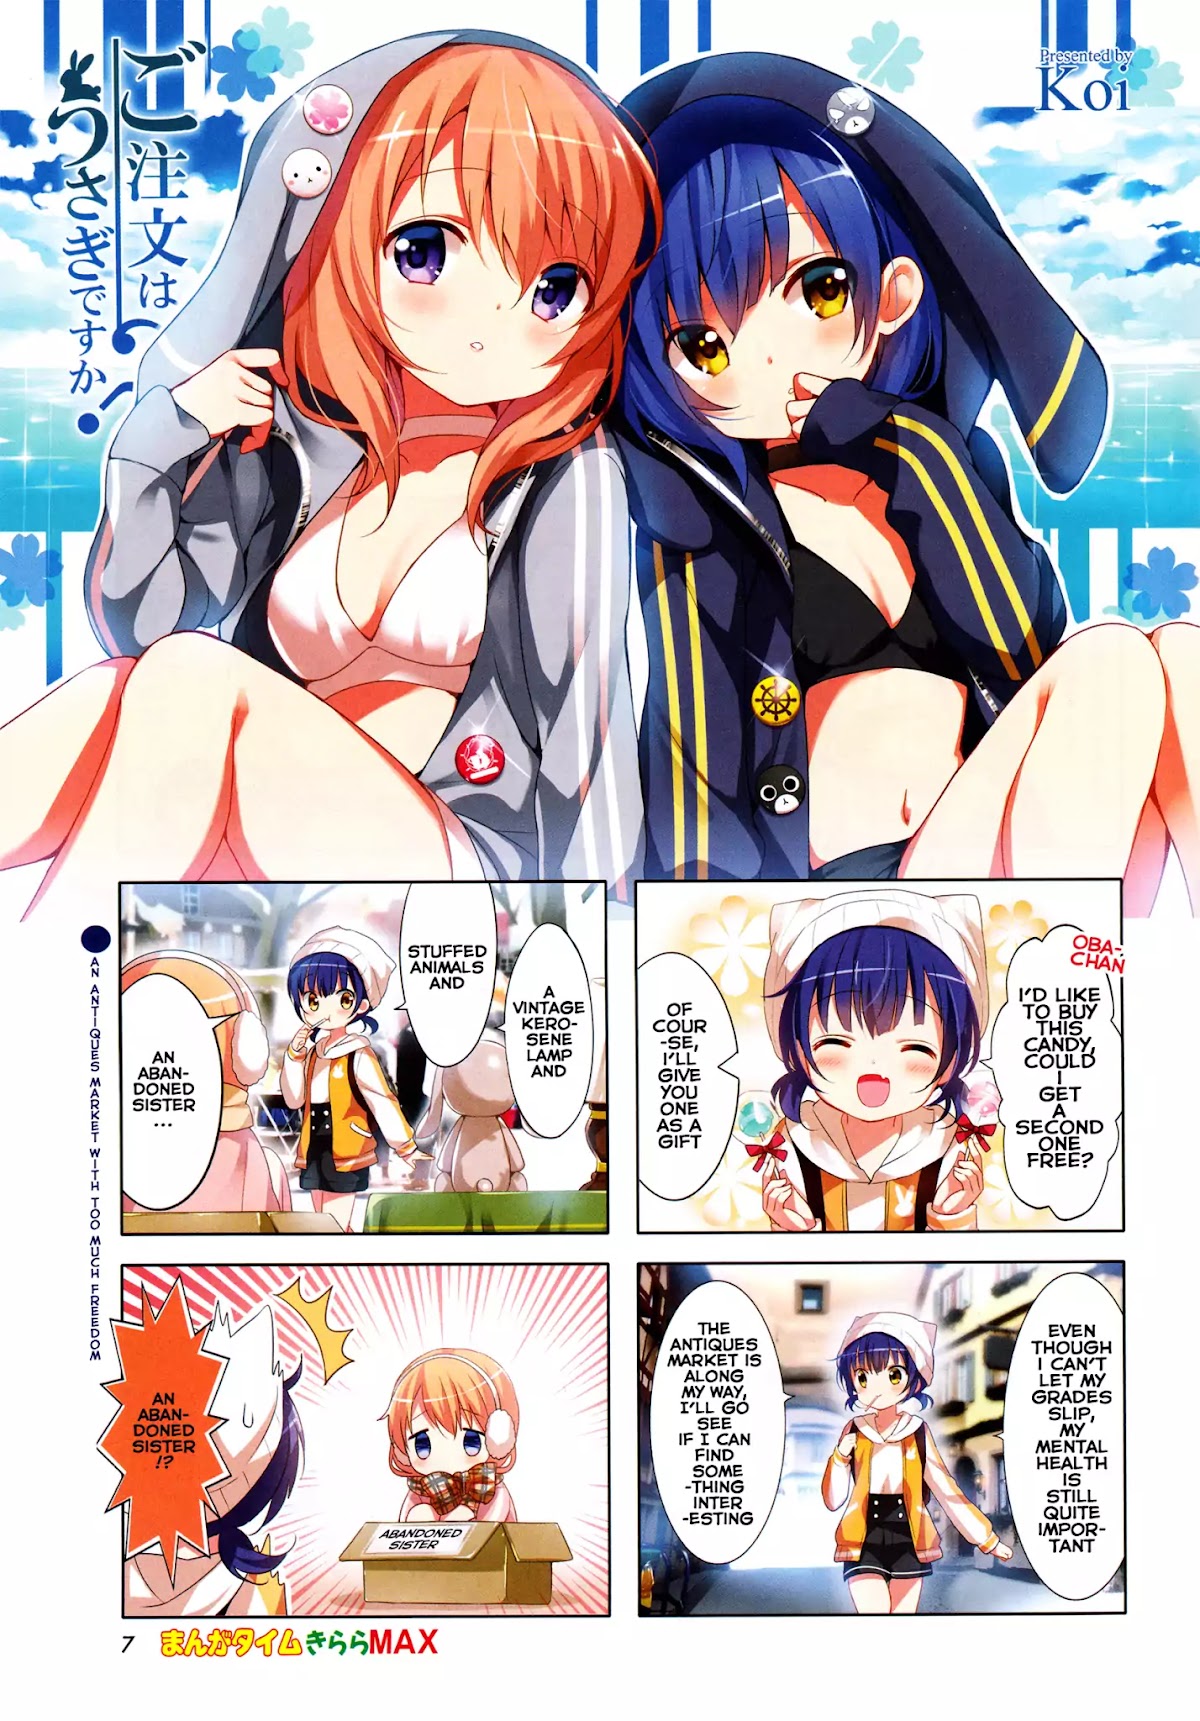 ご注文は
うさぎですか?
Presented by
Koi
OBA-
CHAN
I'D LIKE
TO BUY
THIS
CANDY,
COULD
I
GET
A
SECOND
ONE
FREE?
OF
COUR
-SE,
I'LL
GIVE
YOU
ONE
AS A
GIFT
EVEN
THOUGH
I CAN'T
LET MY
GRADES
SLIP,
MY
MENTAL
HEALTH
IS
STILL
QUITE
IMPOR-
TANT
THE
ANTIQUES
MARKET IS
ALONG
MY WAY,
I'LL GO
SEE
IF I CAN
FIND
SOME
-THING
INTER
-ESTING
A
VINTAGE
KERO-
SENE
LAMP
AND
STUFFED
ANIMALS
AND
AN
ABAN-
DONED
SISTER
...
AN
ABAN-
DONED
SISTER
!?
ABANDONED
SISTER
AN ANTIQUES MARKET WITH TOO MUCH FREEDOM
7
まんがタイムきららMAX